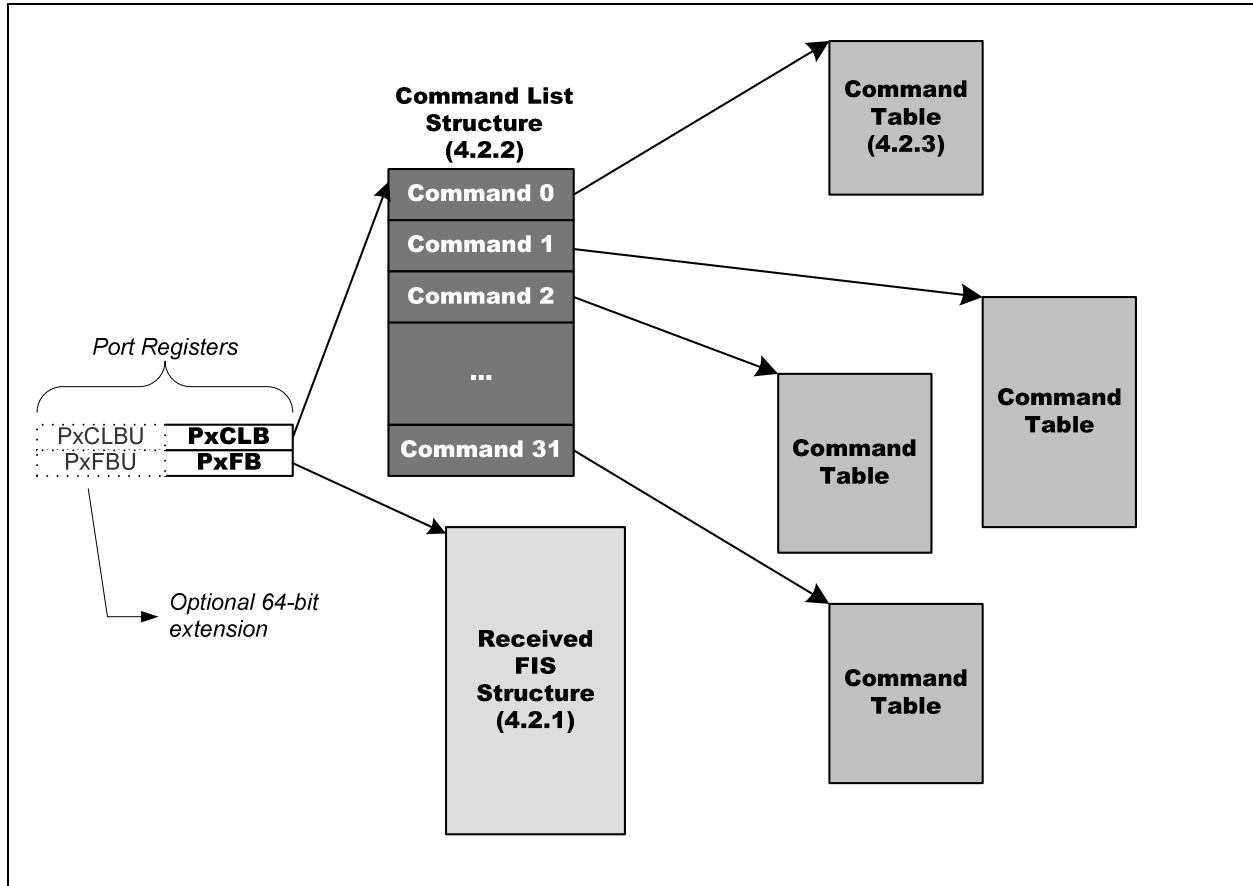 Command List
Structure
(4.2.2)
Command 0
Command 1
Command 2
...
Command 31
Port Registers
PxCLBU PxCLB
PxFBU PxFB
Optional 64-bit
extension
Received
FIS
Structure
(4.2.1)
Command
Table
(4.2.3)
Command
Table
Command
Table
Command
Table